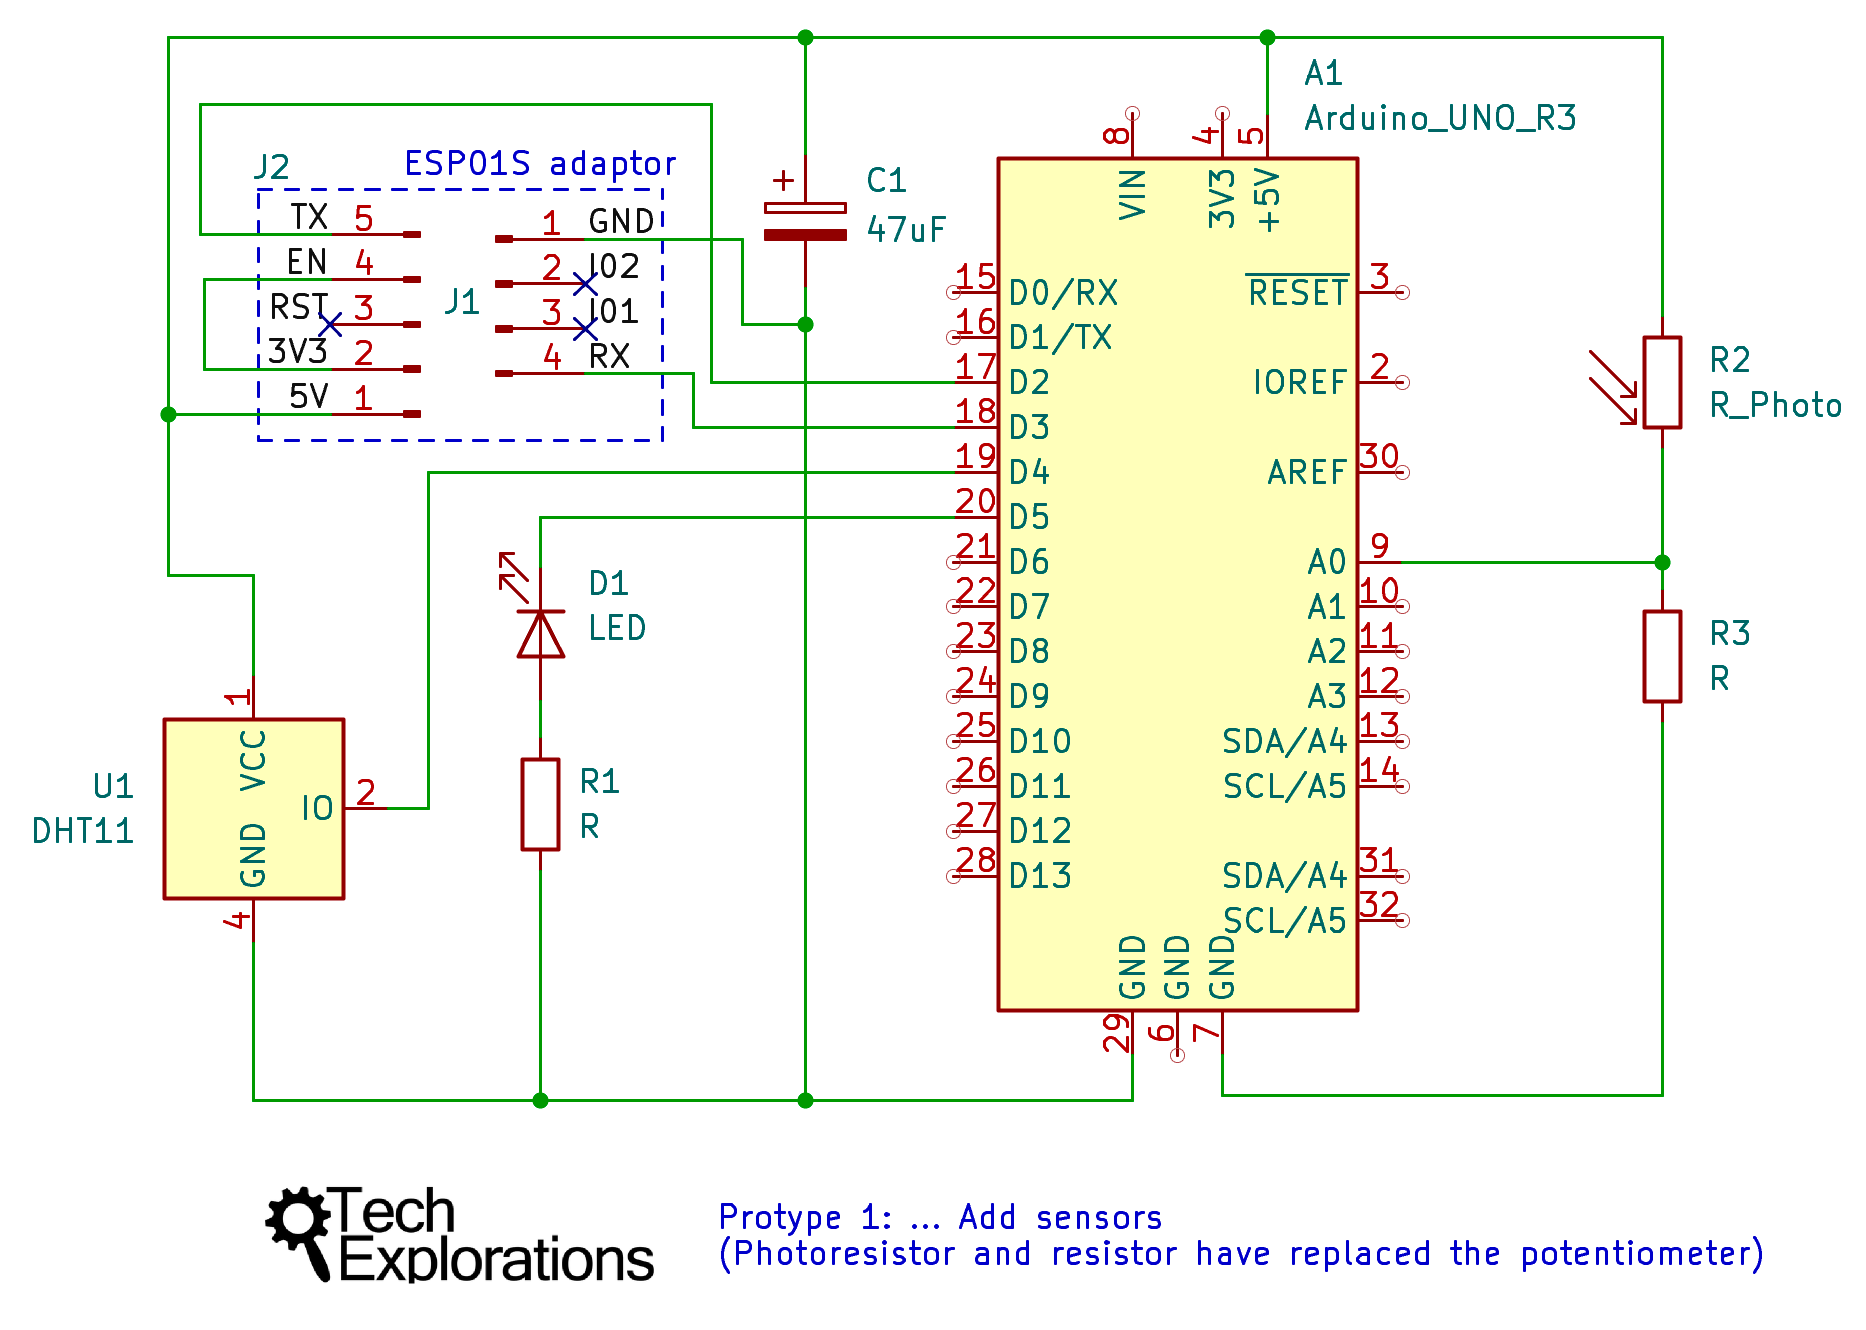 A1
Arduino_UNO_R3
J2
ESP01S adaptor
TX 5
EN 4
RST 3
3V3 2
5V 1
J1
1 GND
2 I02
3 I01
4 RX
+
C1
47uF
8 4 5
VIN 3V3 +5V
15 D0/RX
16 D1/TX
17 D2
18 D3
19 D4
20 D5
21 D6
22 D7
23 D8
24 D9
25 D10
26 D11
27 D12
28 D13
RESET 3
IOREF 2
AREF 30
A0 9
A1 10
A2 11
A3 12
SDA/A4 13
SCL/A5 14
SDA/A4 31
SCL/A5 32
GND GND GND
29 6 7
R2
R_Photo
R3
R
D1
LED
R1
R
U1
DHT11
1
VCC
IO 2
GND
4
Tech
Explorations
Protype 1: ... Add sensors
(Photoresistor and resistor have replaced the potentiometer)